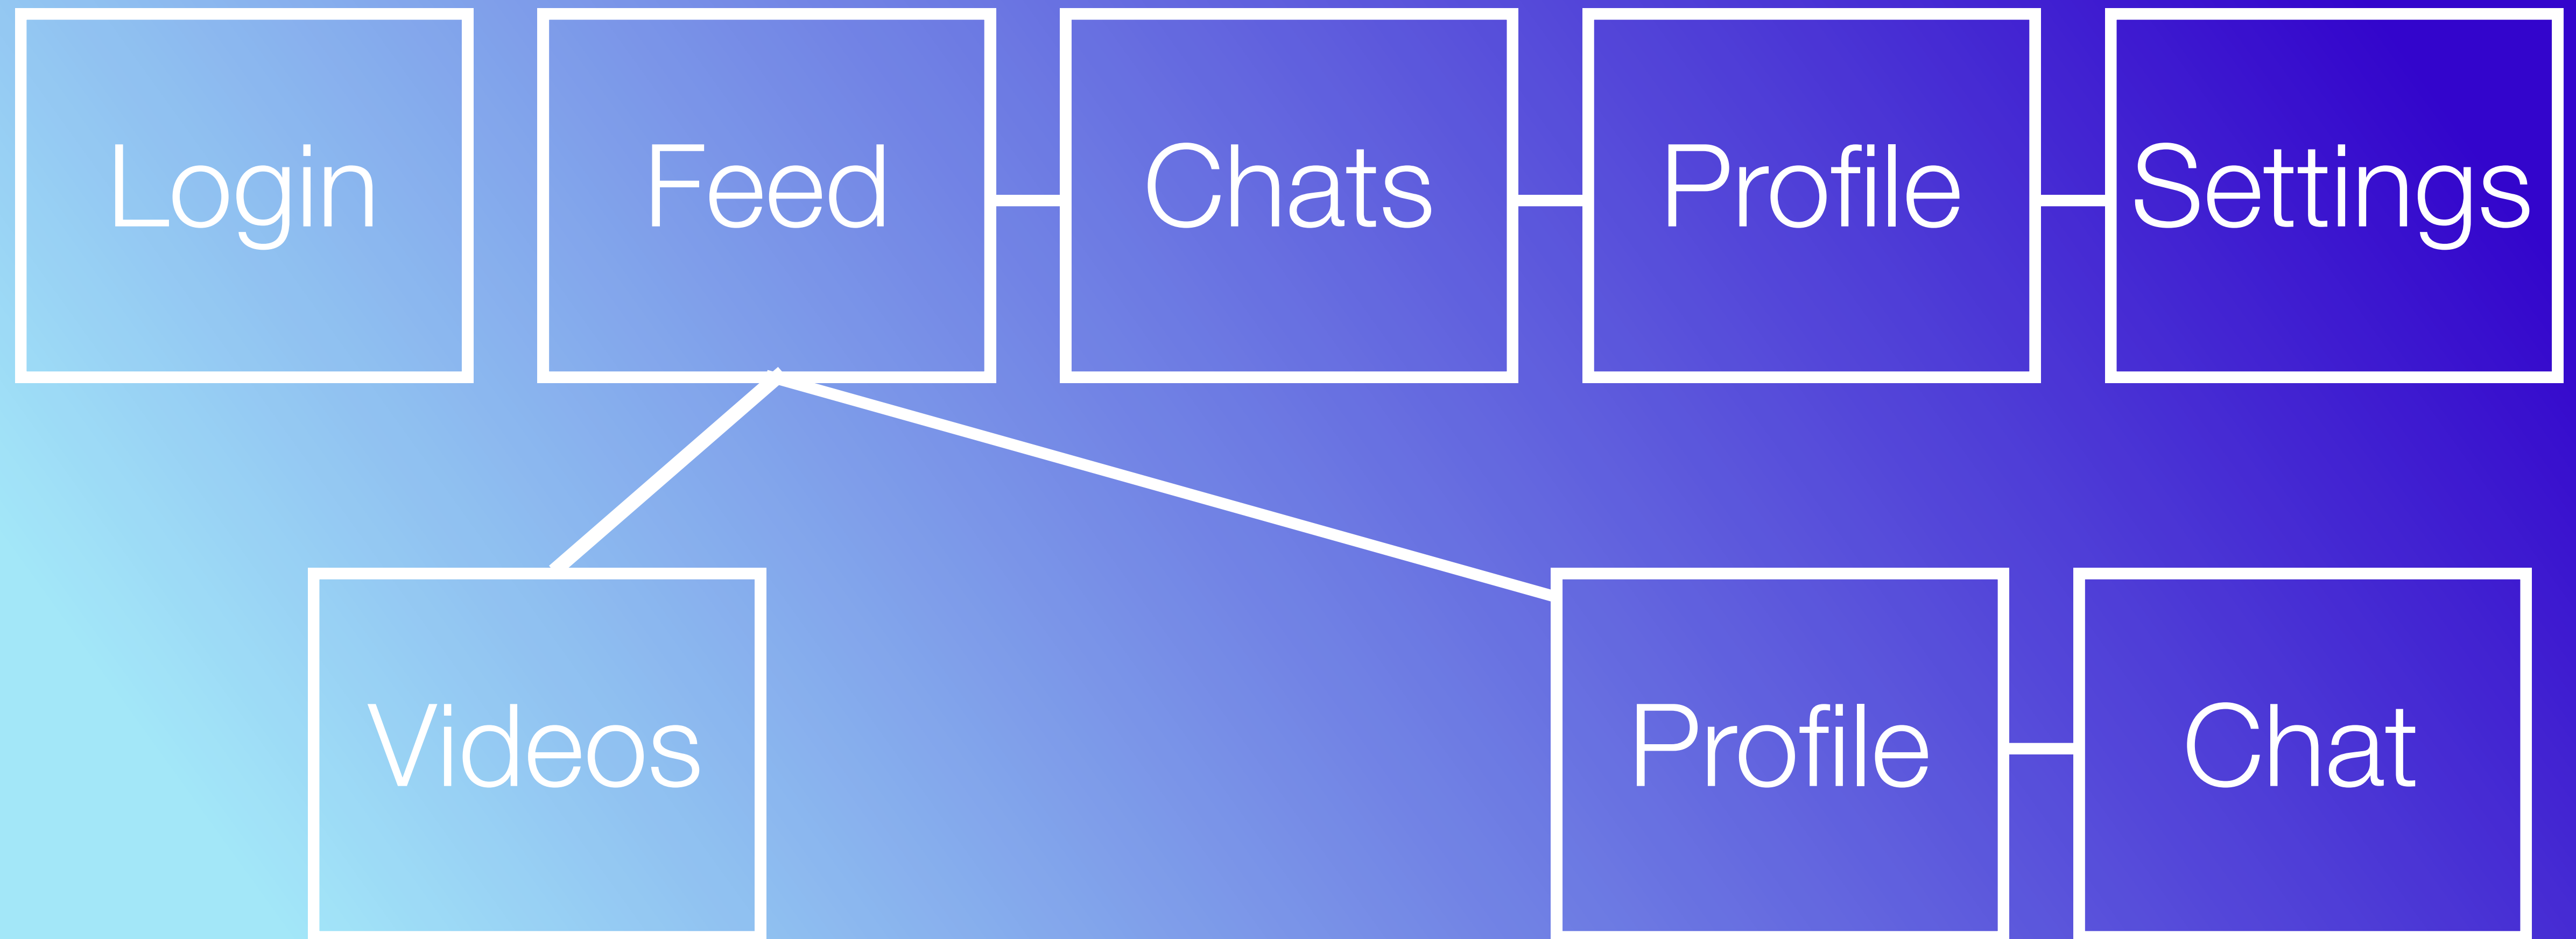 Login
Feed
Chats
Profile
Settings
Videos
Profile
Chat